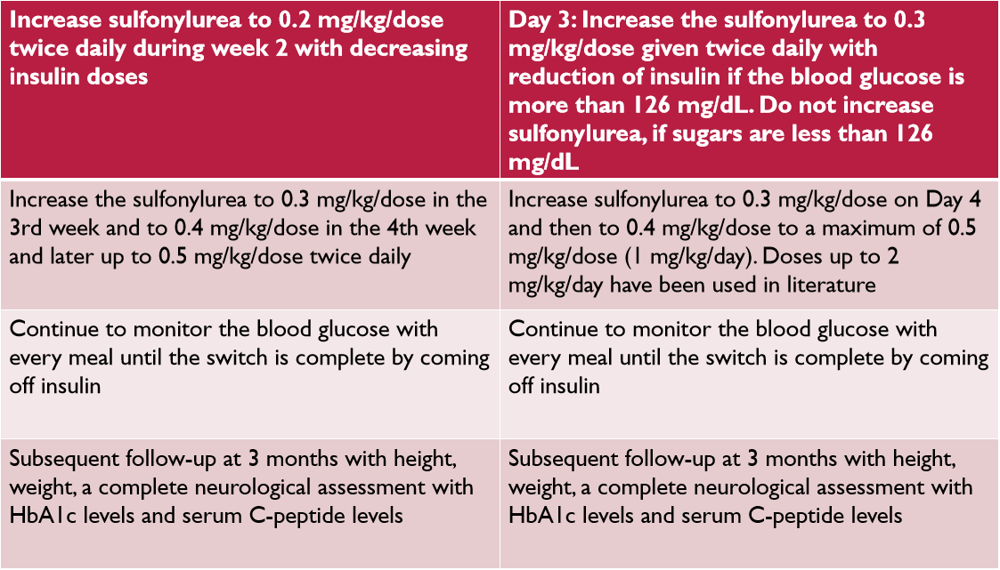 Increase sulfonylurea to 0.2 mg/kg/dose
twice daily during week 2 with decreasing
insulin doses
Day 3: Increase the sulfonylurea to 0.3
mg/kg/dose given twice daily with
reduction of insulin if the blood glucose is
more than 126 mg/dL. Do not increase
sulfonylurea, if sugars are less than 126
mg/dL
Increase the sulfonylurea to 0.3 mg/kg/dose in the
3rd week and to 0.4 mg/kg/dose in the 4th week
and later up to 0.5 mg/kg/dose twice daily
Increase sulfonylurea to 0.3 mg/kg/dose on Day 4
and then to 0.4 mg/kg/dose to a maximum of 0.5
mg/kg/dose (1 mg/kg/day). Doses up to 2
mg/kg/day have been used in literature
Continue to monitor the blood glucose with
every meal until the switch is complete by coming
off insulin
Continue to monitor the blood glucose with
every meal until the switch is complete by coming
off insulin
Subsequent follow-up at 3 months with height,
weight, a complete neurological assessment with
HbA1c levels and serum C-peptide levels
Subsequent follow-up at 3 months with height,
weight, a complete neurological assessment with
HbA1c levels and serum C-peptide levels